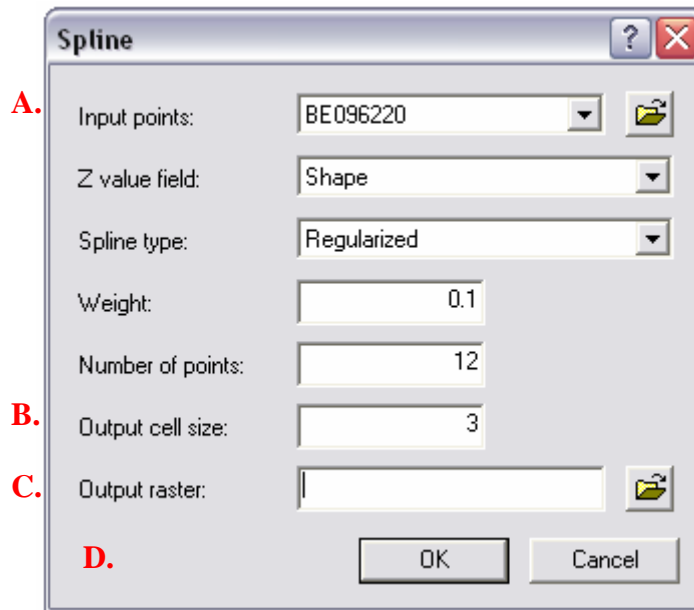 Spline
A. Input points: BE096220
Z value field: Shape
Spline type: Regularized
Weight: 0.1
Number of points: 12
B. Output cell size: 3
C. Output raster:
D. OK Cancel